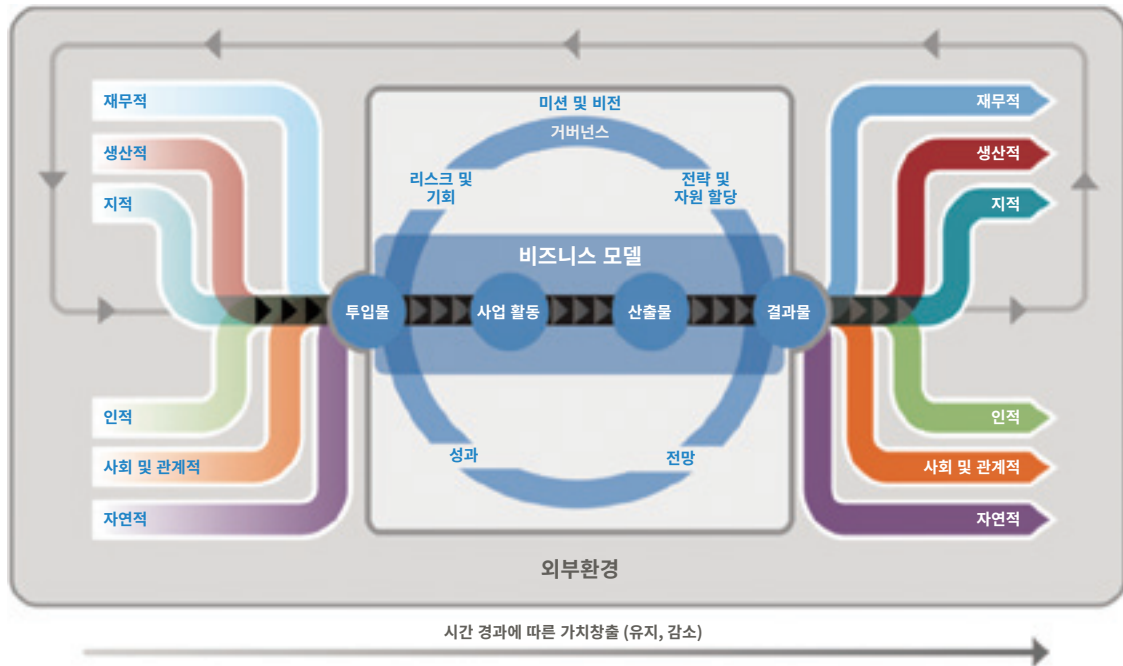 재무적
생산적
지적
인적
사회 및 관계적
자연적
미션 및 비전
거버넌스
리스크 및
기회
전략 및
자원 할당
비즈니스 모델
투입물
사업 활동
산출물
결과물
성과
전망
재무적
생산적
지적
인적
사회 및 관계적
자연적
외부환경
시간 경과에 따른 가치창출 (유지, 감소)